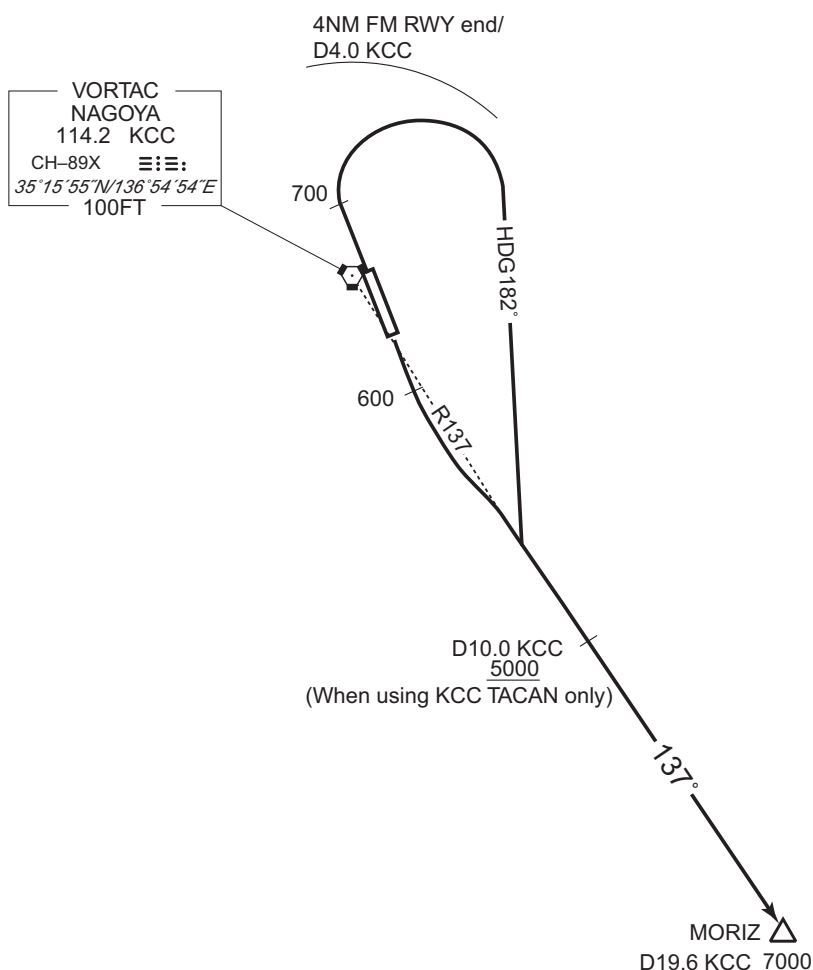 4NM FM RWY end/
D4.0 KCC
VORTAC
NAGOYA
114.2 KCC
CH–89X
35°15´55˝N/136°54´54˝E
100FT
700
HDG182°
600
R137
D10.0 KCC
5000
(When using KCC TACAN only)
137°
MORIZ
D19.6 KCC 7000